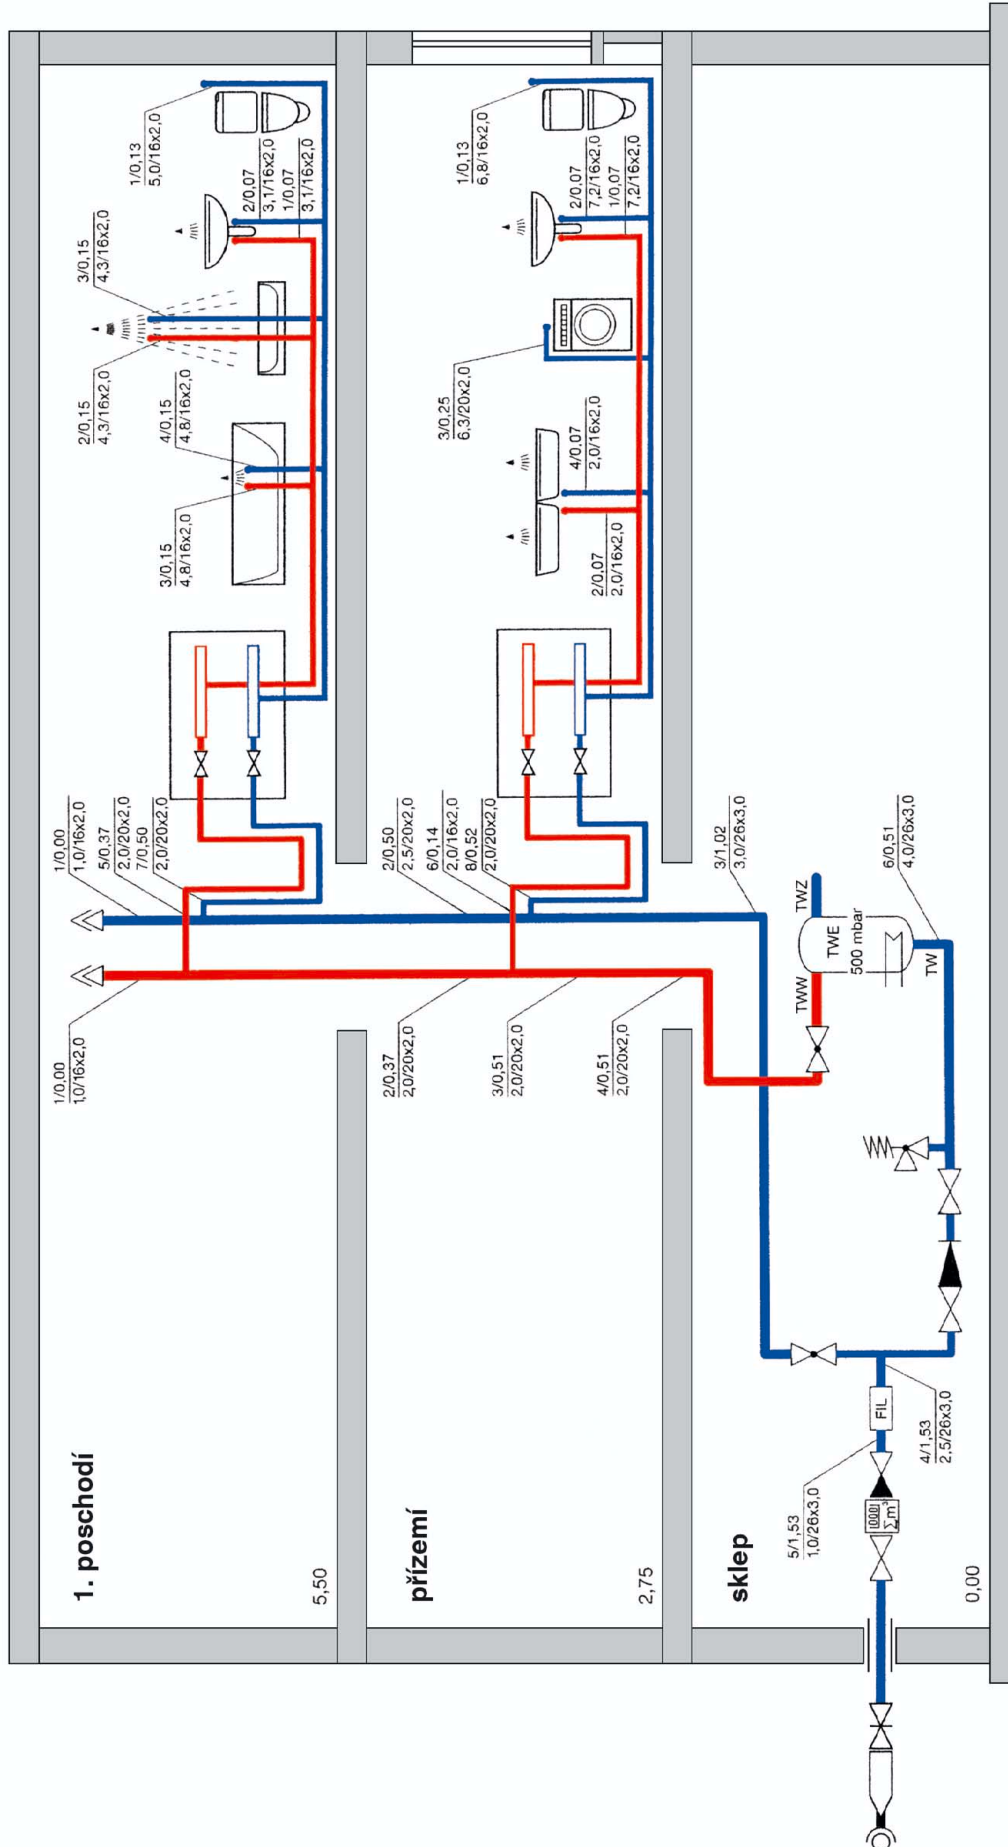 1. poschodí
5,50
1/0,00
1,0/16x2,0
1/0,00
1,0/16x2,0
5/0,37
2,0/20x2,0
7/0,50
2,0/20x2,0
3/0,15
4,8/16x2,0
4/0,15
4,8/16x2,0
2/0,15
4,3/16x2,0
3/0,15
4,3/16x2,0
2/0,07
3,1/16x2,0
1/0,07
3,1/16x2,0
1/0,13
5,0/16x2,0
přízemí
2,75
2/0,37
2,0/20x2,0
3/0,51
2,0/20x2,0
4/0,51
2,0/20x2,0
2/0,50
2,5/20x2,0
6/0,14
2,0/16x2,0
8/0,52
2,0/20x2,0
2/0,07
2,0/16x2,0
4/0,07
2,0/16x2,0
3/0,25
6,3/20x2,0
2/0,07
7,2/16x2,0
1/0,07
7,2/16x2,0
1/0,13
6,8/16x2,0
sklep
0,00
5/1,53
1,0/26x3,0
FIL
Σm³
4/1,53
2,5/26x3,0
3/1,02
3,0/26x3,0
TWW
TWE
500 mbar
TWZ
TW
6/0,51
4,0/26x3,0